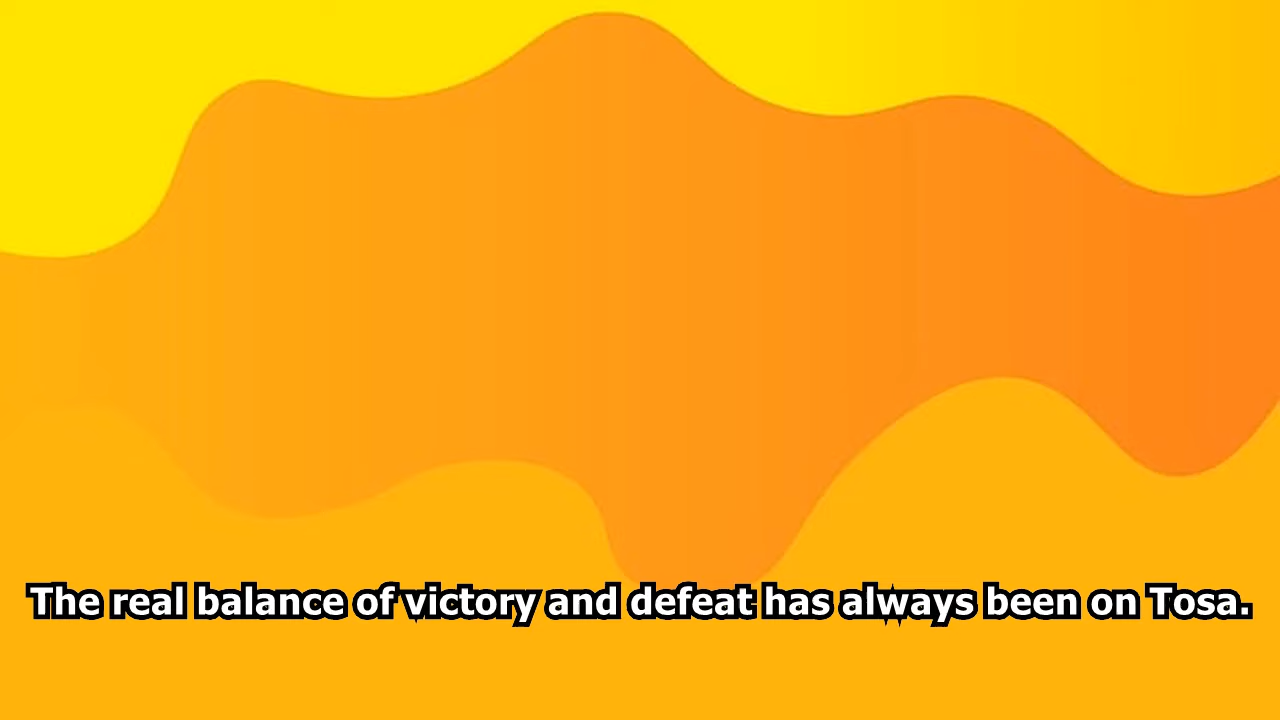 The real balance of victory and defeat has always been on Tosa.